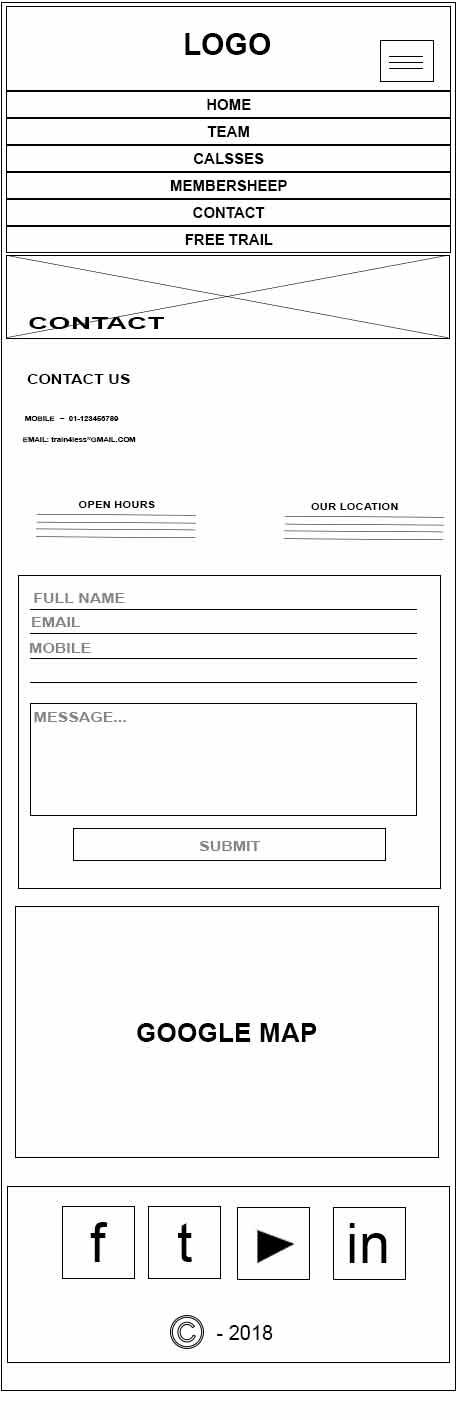 LOGO
HOME
TEAM
CALSSES
MEMBERSHEEP
CONTACT
FREE TRAIL
CONTACT
CONTACT US
MOBILE – 01-123456789
EMAIL: train4less@GMAIL.COM
OPEN HOURS
OUR LOCATION
FULL NAME
EMAIL
MOBILE
MESSAGE...
SUBMIT
GOOGLE MAP
f t in
© - 2018